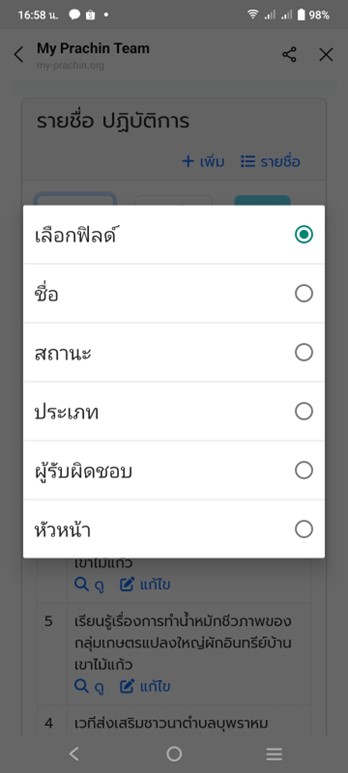 16:58 น.
98%
My Prachin Team
my-prachin.org
รายชื่อ ปฏิบัติการ
+ เพิ่ม รายชื่อ
เลือกฟิลด์
ชื่อ
สถานะ
ประเภท
ผู้รับผิดชอบ
หัวหน้า
เขาไม้แก้ว
ดู แก้ไข
5 เรียนรู้เรื่องการทำน้ำหมักชีวภาพของ
กลุ่มเกษตรแปลงใหญ่ผักอินทรีย์บ้าน
เขาไม้แก้ว
ดู แก้ไข
4 เวทีส่งเสริมชาวนาตำบลบุพราหม